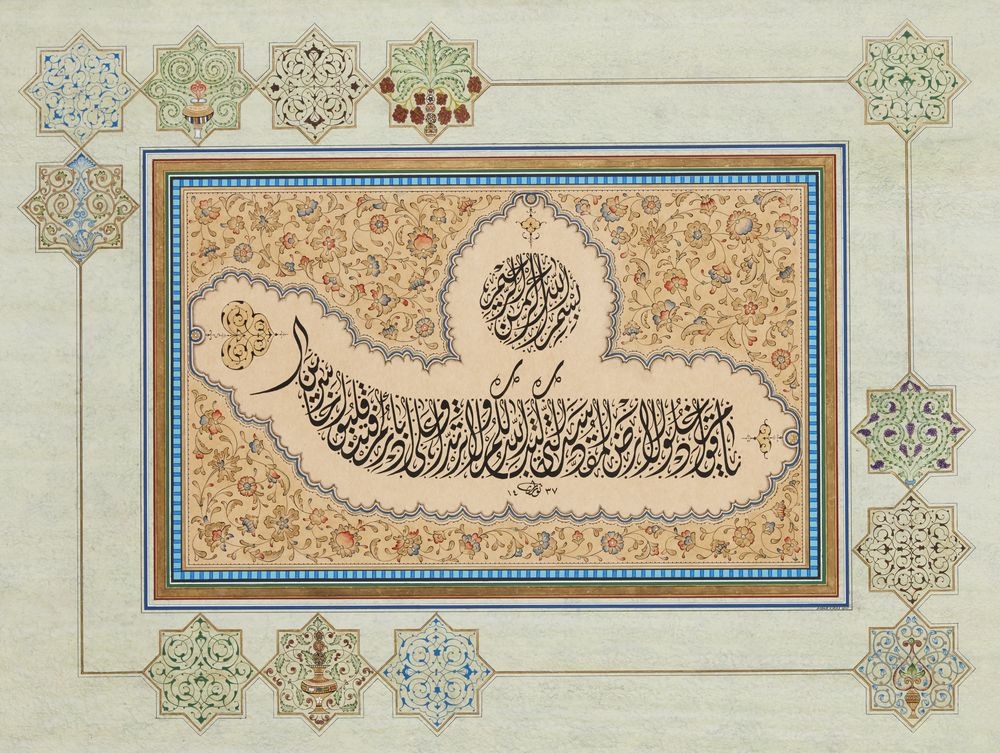 بسم الله الرحمن الرحيم
يا قوم ادخلوا الأرض المقدسة التي كتب الله لكم ولا ترتدوا على أدباركم فتنقلبوا خاسرين
١٤٣٧